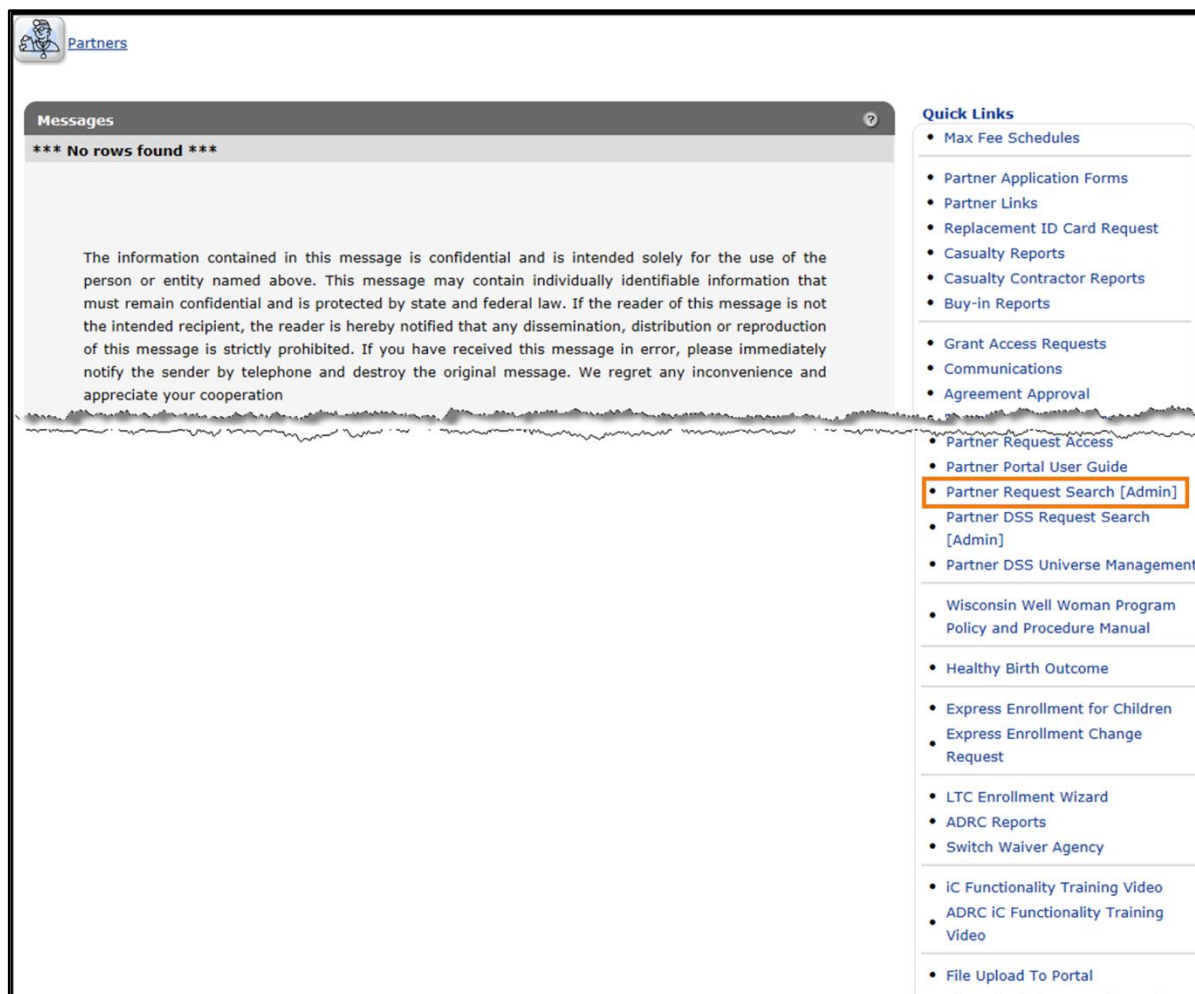 Partners
Messages
*** No rows found ***
The information contained in this message is confidential and is intended solely for the use of the
person or entity named above. This message may contain individually identifiable information that
must remain confidential and is protected by state and federal law. If the reader of this message is not
the intended recipient, the reader is hereby notified that any dissemination, distribution or reproduction
of this message is strictly prohibited. If you have received this message in error, please immediately
notify the sender by telephone and destroy the original message. We regret any inconvenience and
appreciate your cooperation
Quick Links
• Max Fee Schedules
• Partner Application Forms
• Partner Links
• Replacement ID Card Request
• Casualty Reports
• Casualty Contractor Reports
• Buy-in Reports
• Grant Access Requests
• Communications
• Agreement Approval
• Partner Request Access
• Partner Portal User Guide
• Partner Request Search [Admin]
• Partner DSS Request Search
[Admin]
• Partner DSS Universe Management
• Wisconsin Well Woman Program
Policy and Procedure Manual
• Healthy Birth Outcome
• Express Enrollment for Children
• Express Enrollment Change
Request
• LTC Enrollment Wizard
• ADRC Reports
• Switch Waiver Agency
• iC Functionality Training Video
• ADRC iC Functionality Training
Video
• File Upload To Portal